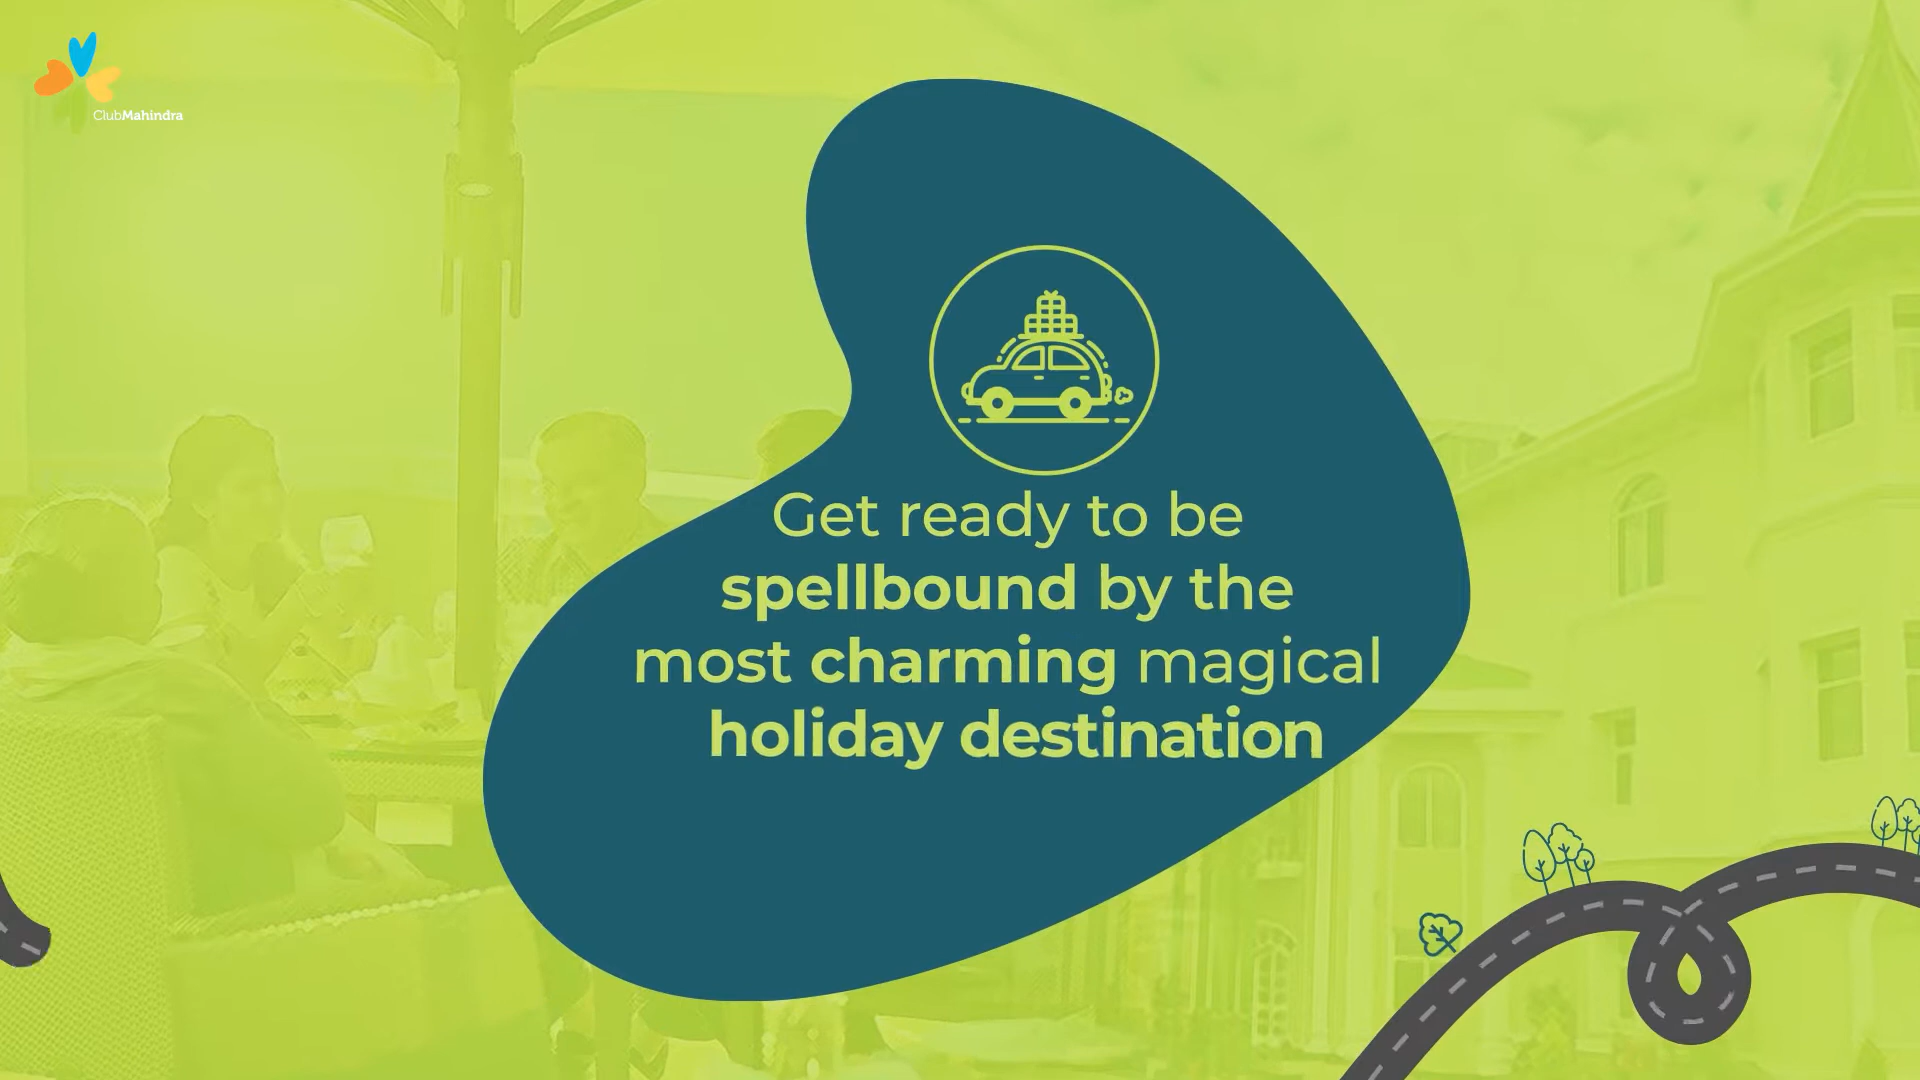 ClubMahindra
Get ready to be
spellbound by the
most charming magical
holiday destination